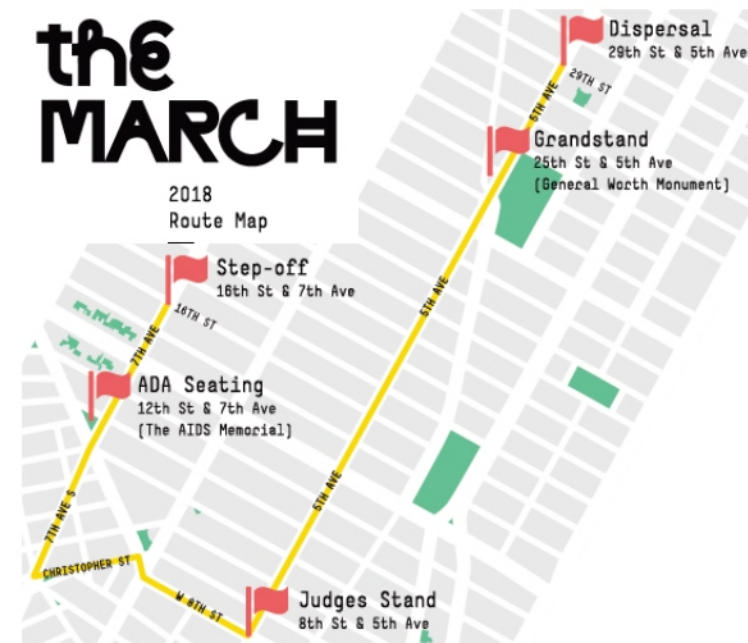 the
MARCH
2018
Route Map
Dispersal
29th St & 5th Ave
29TH ST
5TH AVE
Grandstand
25th St & 5th Ave
(General Worth Monument)
Step-off
16th St & 7th Ave
16TH ST
7TH AVE
5TH AVE
ADA Seating
12th St & 7th Ave
(The AIDS Memorial)
5TH AVE
7TH AVE S
CHRISTOPHER ST
W 8TH ST
Judges Stand
8th St & 5th Ave